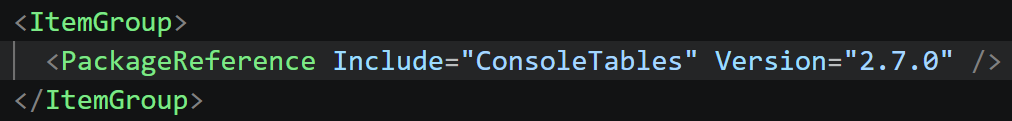 <ItemGroup>
  <PackageReference Include="ConsoleTables" Version="2.7.0" />
</ItemGroup>